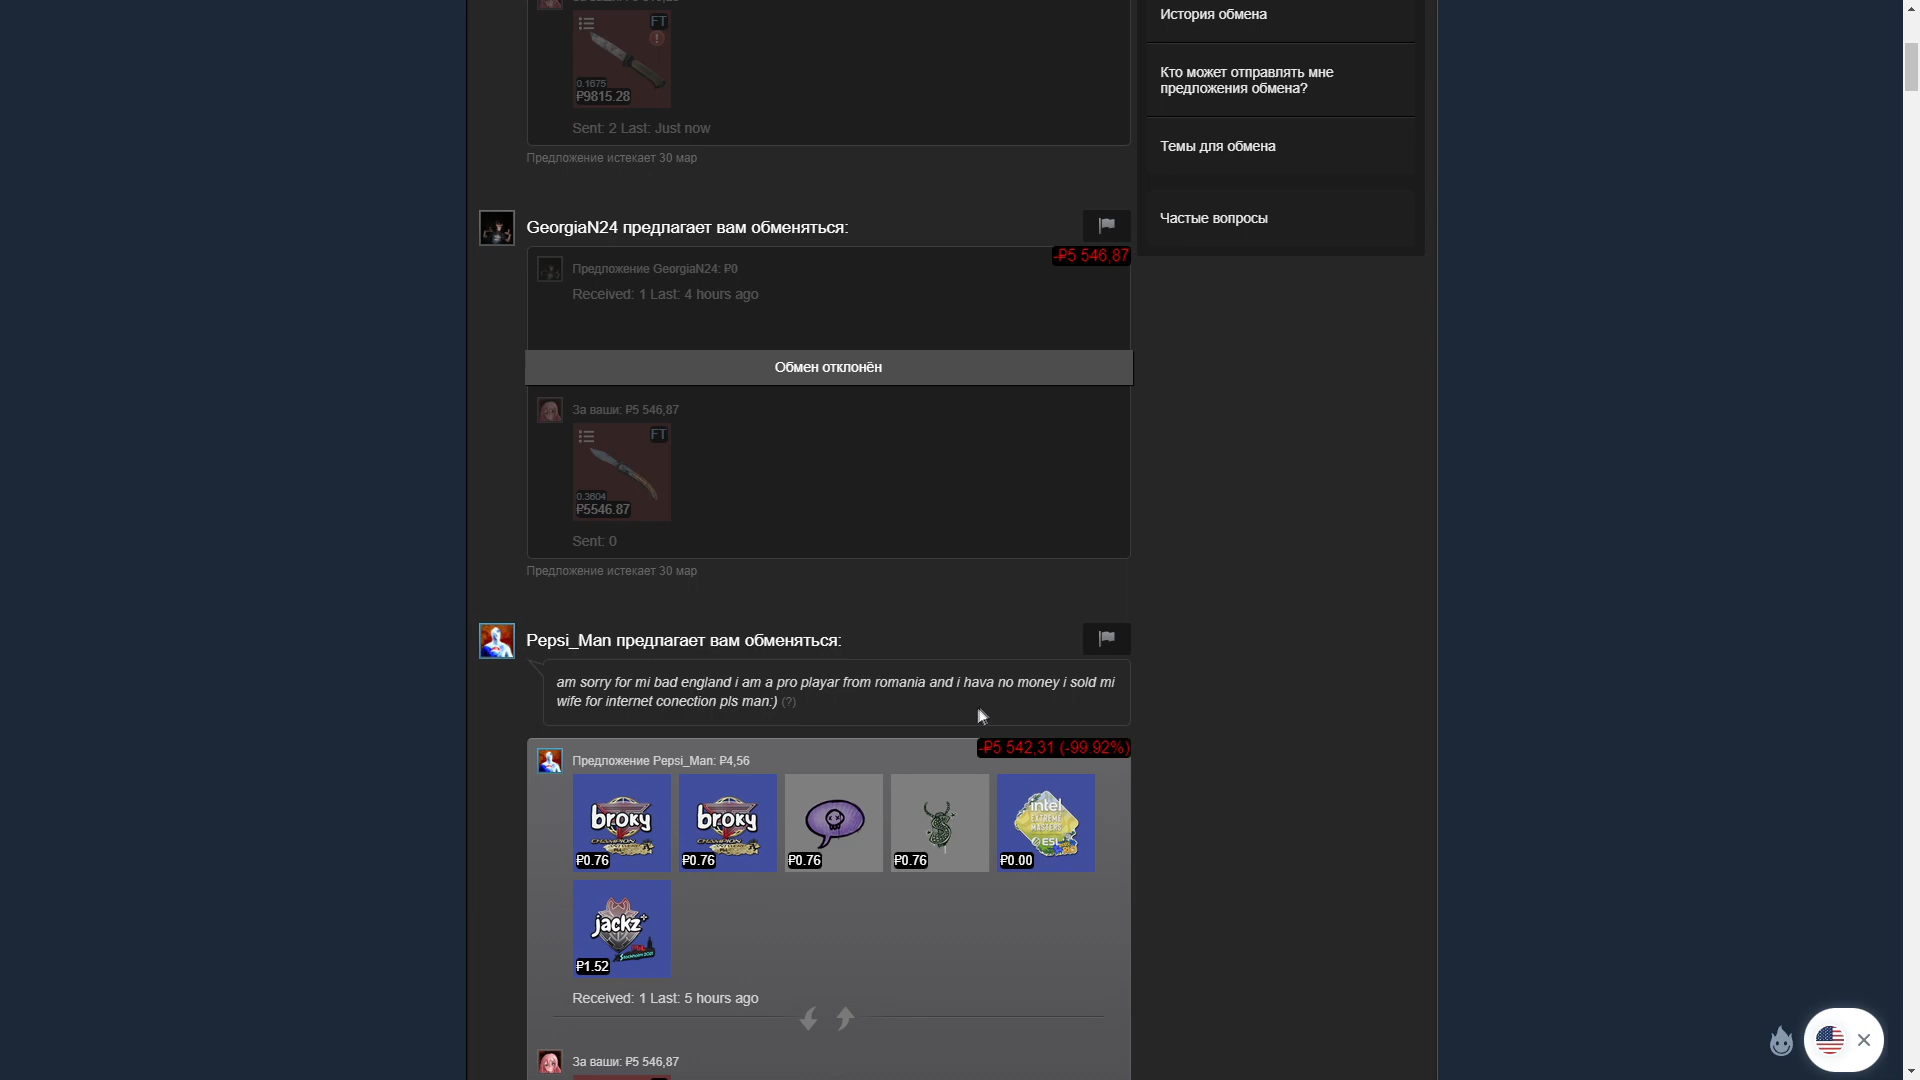 FT
0.1675
₽9815.28
Sent: 2 Last: Just now
Предложение истекает 30 мар
История обмена
Кто может отправлять мне
предложения обмена?
Темы для обмена
Частые вопросы
GeorgiaN24 предлагает вам обменяться:
-₽5 546,87
Предложение GeorgiaN24: ₽0
Received: 1 Last: 4 hours ago
Обмен отклонён
За ваши: ₽5 546,87
FT
0.3604
₽5546.87
Sent: 0
Предложение истекает 30 мар
Pepsi_Man предлагает вам обменяться:
am sorry for mi bad england i am a pro playar from romania and i hava no money i sold mi
wife for internet conection pls man:) (?)
-₽5 542,31 (-99.92%)
Предложение Pepsi_Man: ₽4,56
broky
CHAMPION
₽0.76
broky
CHAMPION
₽0.76
₽0.76
₽0.76
intel
EXTREME
MASTERS
ESL
₽0.00
jackz
Stockholm 2021
₽1.52
Received: 1 Last: 5 hours ago
За ваши: ₽5 546,87